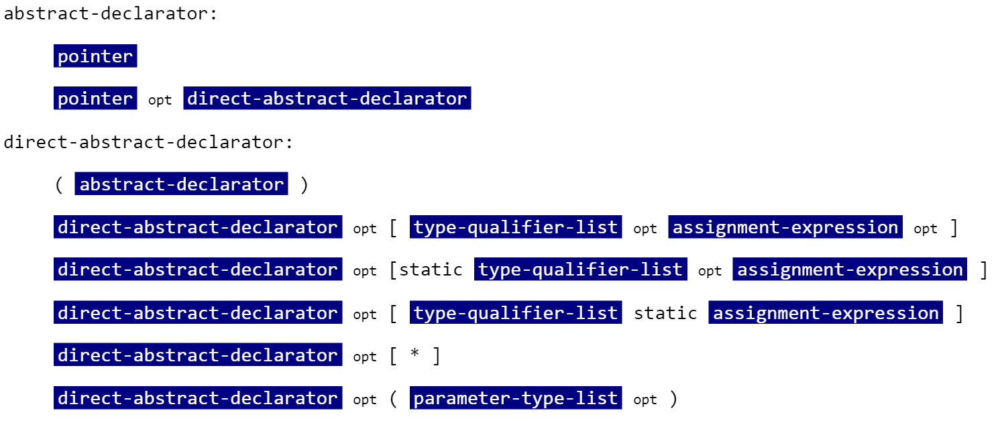 abstract-declarator:
pointer
pointer opt direct-abstract-declarator
direct-abstract-declarator:
( abstract-declarator )
direct-abstract-declarator opt [ type-qualifier-list opt assignment-expression opt ]
direct-abstract-declarator opt [static type-qualifier-list opt assignment-expression ]
direct-abstract-declarator opt [ type-qualifier-list static assignment-expression ]
direct-abstract-declarator opt [ * ]
direct-abstract-declarator opt ( parameter-type-list opt )